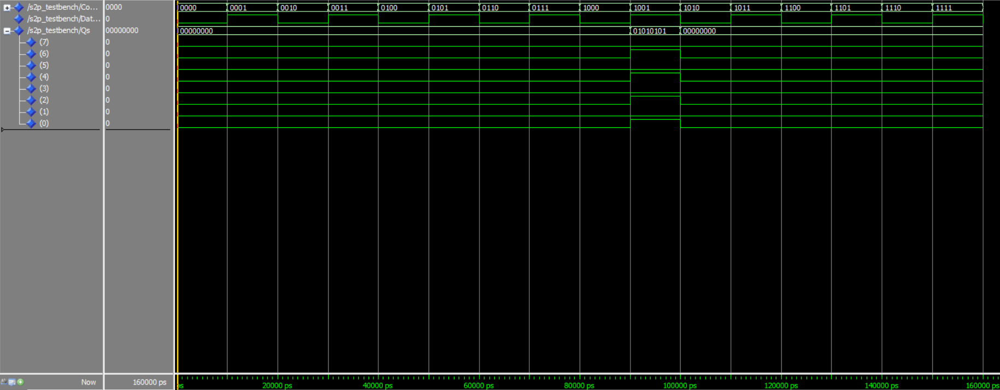 /s2p_testbench/Co... 0000 0000 0001 0010 0011 0100 0101 0110 0111 1000 1001 1010 1011 1100 1101 1110 1111
/s2p_testbench/Dat... 0
/s2p_testbench/Qs 00000000 00000000 01010101 00000000
(7) 0
(6) 0
(5) 0
(4) 0
(3) 0
(2) 0
(1) 0
(0) 0
Now 160000 ps ps 20000 ps 40000 ps 60000 ps 80000 ps 100000 ps 120000 ps 140000 ps 160000 ps